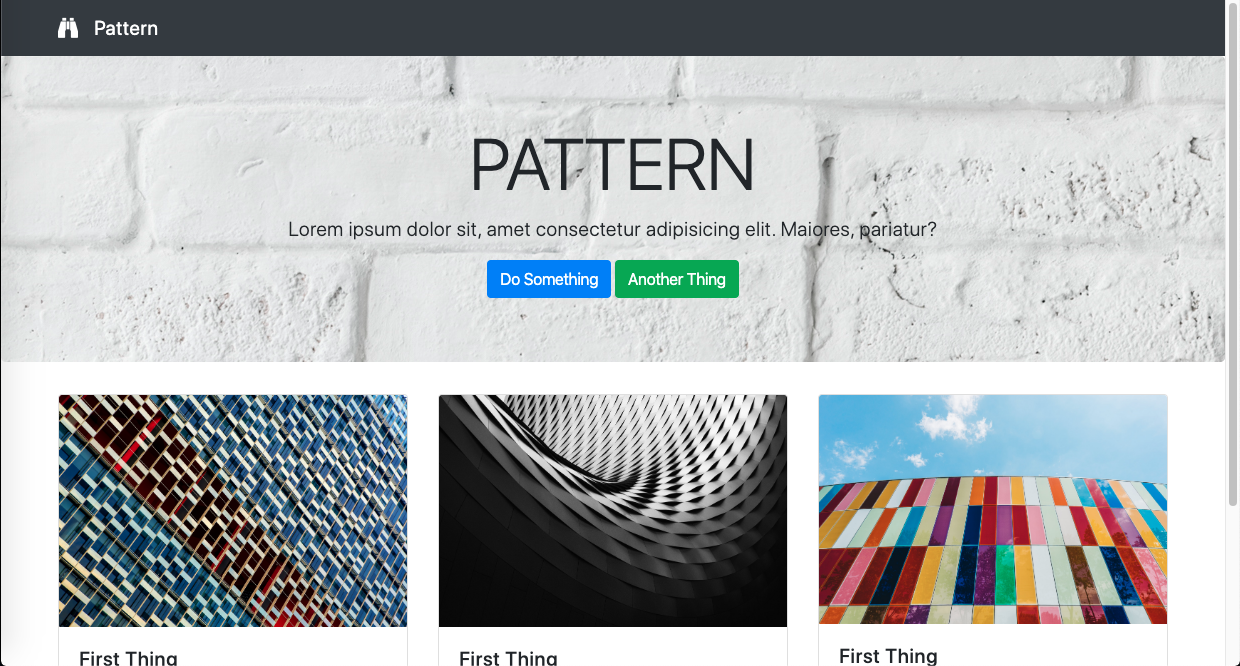 Pattern
PATTERN
Lorem ipsum dolor sit, amet consectetur adipisicing elit. Maiores, pariatur?
Do Something Another Thing
First Thing First Thing First Thing